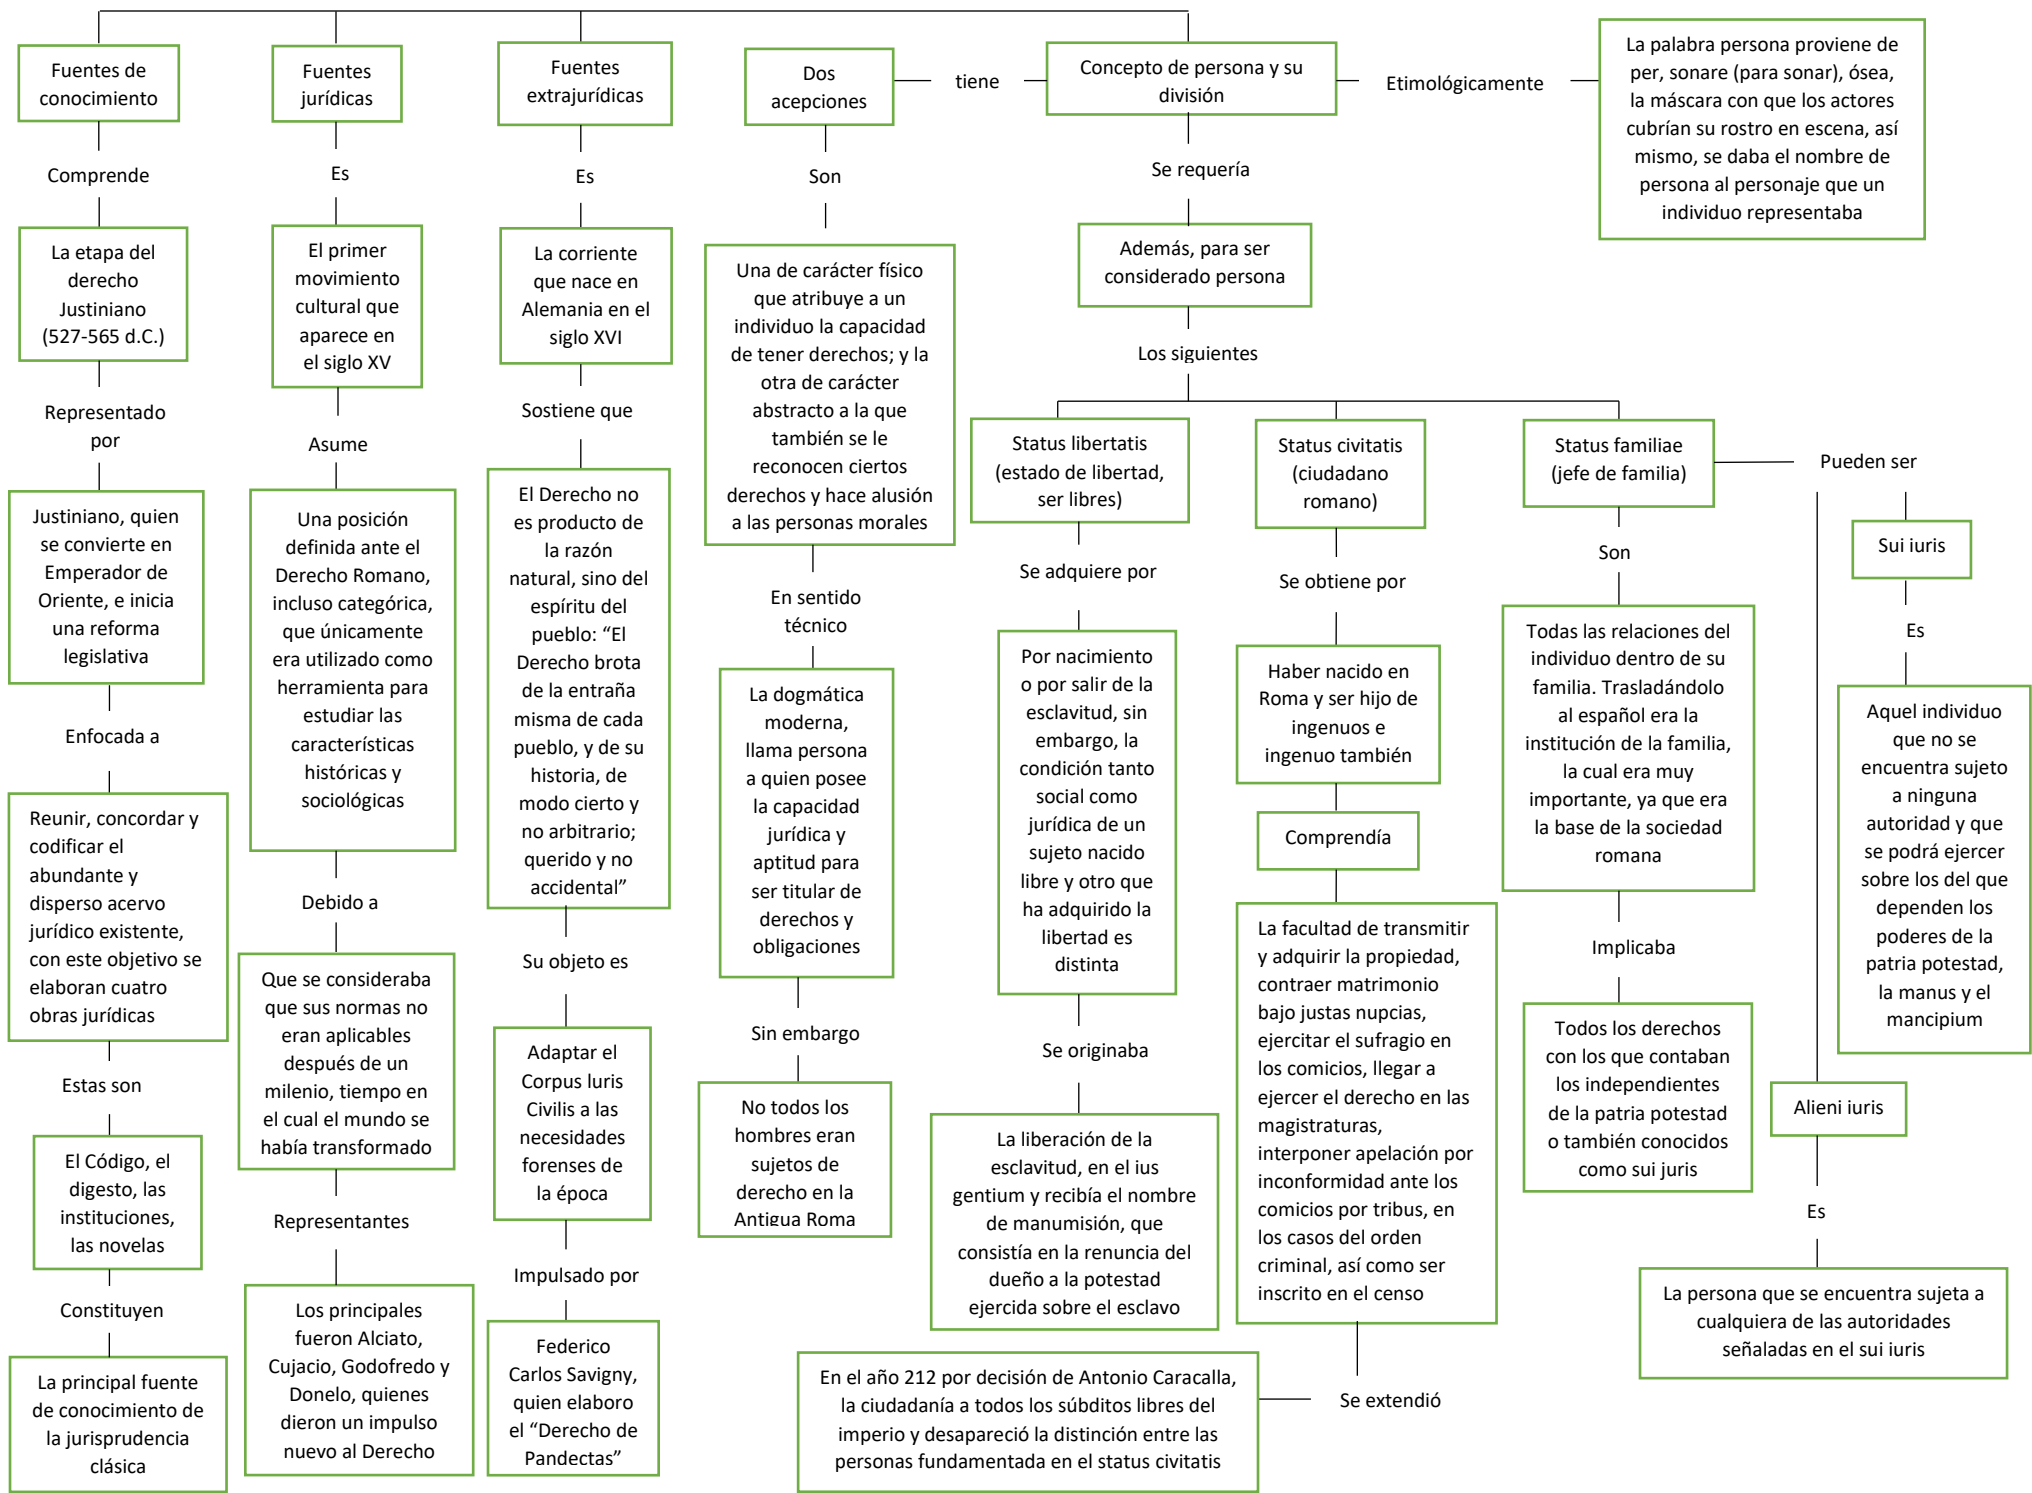 Fuentes de
conocimiento
Comprende
La etapa del
derecho
Justiniano
(527-565 d.C.)
Representado
por
Justiniano, quien
se convierte en
Emperador de
Oriente, e inicia
una reforma
legislativa
Enfocada a
Reunir, concordar y
codificar el
abundante y
disperso acervo
jurídico existente,
con este objetivo se
elaboran cuatro
obras jurídicas
Estas son
El Código, el
digesto, las
instituciones,
las novelas
Constituyen
La principal fuente
de conocimiento de
la jurisprudencia
clásica
Fuentes
jurídicas
Es
El primer
movimiento
cultural que
aparece en
el siglo XV
Asume
Una posición
definida ante el
Derecho Romano,
incluso categórica,
que únicamente
era utilizado como
herramienta para
estudiar las
características
históricas y
sociológicas
Debido a
Que se consideraba
que sus normas no
eran aplicables
después de un
milenio, tiempo en
el cual el mundo se
había transformado
Representantes
Los principales
fueron Alciato,
Cujacio, Godofredo y
Donelo, quienes
dieron un impulso
nuevo al Derecho
Fuentes
extrajurídicas
Es
La corriente
que nace en
Alemania en el
siglo XVI
Sostiene que
El Derecho no
es producto de
la razón
natural, sino del
espíritu del
pueblo: “El
Derecho brota
de la entraña
misma de cada
pueblo, y de su
historia, de
modo cierto y
no arbitrario;
querido y no
accidental”
Su objeto es
Adaptar el
Corpus Iuris
Civilis a las
necesidades
forenses de
la época
Impulsado por
Federico
Carlos Savigny,
quien elaboro
el “Derecho de
Pandectas”
Dos
acepciones
tiene
Concepto de persona y su
división
Etimológicamente
La palabra persona proviene de
per, sonare (para sonar), ósea,
la máscara con que los actores
cubrían su rostro en escena, así
mismo, se daba el nombre de
persona al personaje que un
individuo representaba
Son
Una de carácter físico
que atribuye a un
individuo la capacidad
de tener derechos; y la
otra de carácter
abstracto a la que
también se le
reconocen ciertos
derechos y hace alusión
a las personas morales
En sentido
técnico
La dogmática
moderna,
llama persona
a quien posee
la capacidad
jurídica y
aptitud para
ser titular de
derechos y
obligaciones
Sin embargo
No todos los
hombres eran
sujetos de
derecho en la
Antigua Roma
Se requería
Además, para ser
considerado persona
Los siguientes
Status libertatis
(estado de libertad,
ser libres)
Se adquiere por
Por nacimiento
o por salir de la
esclavitud, sin
embargo, la
condición tanto
social como
jurídica de un
sujeto nacido
libre y otro que
ha adquirido la
libertad es
distinta
Se originaba
La liberación de la
esclavitud, en el ius
gentium y recibía el nombre
de manumisión, que
consistía en la renuncia del
dueño a la potestad
ejercida sobre el esclavo
Status civitatis
(ciudadano
romano)
Se obtiene por
Haber nacido en
Roma y ser hijo de
ingenuos e
ingenuo también
Comprendía
La facultad de transmitir
y adquirir la propiedad,
contraer matrimonio
bajo justas nupcias,
ejercitar el sufragio en
los comicios, llegar a
ejercer el derecho en las
magistraturas,
interponer apelación por
inconformidad ante los
comicios por tribus, en
los casos del orden
criminal, así como ser
inscrito en el censo
Se extendió
En el año 212 por decisión de Antonio Caracalla,
la ciudadanía a todos los súbditos libres del
imperio y desapareció la distinción entre las
personas fundamentada en el status civitatis
Status familiae
(jefe de familia)
Son
Todas las relaciones del
individuo dentro de su
familia. Trasladándolo
al español era la
institución de la familia,
la cual era muy
importante, ya que era
la base de la sociedad
romana
Implicaba
Todos los derechos
con los que contaban
los independientes
de la patria potestad
o también conocidos
como sui juris
Pueden ser
Sui iuris
Es
Aquel individuo
que no se
encuentra sujeto
a ninguna
autoridad y que
se podrá ejercer
sobre los del que
dependen los
poderes de la
patria potestad,
la manus y el
mancipium
Alieni iuris
Es
La persona que se encuentra sujeta a
cualquiera de las autoridades
señaladas en el sui iuris